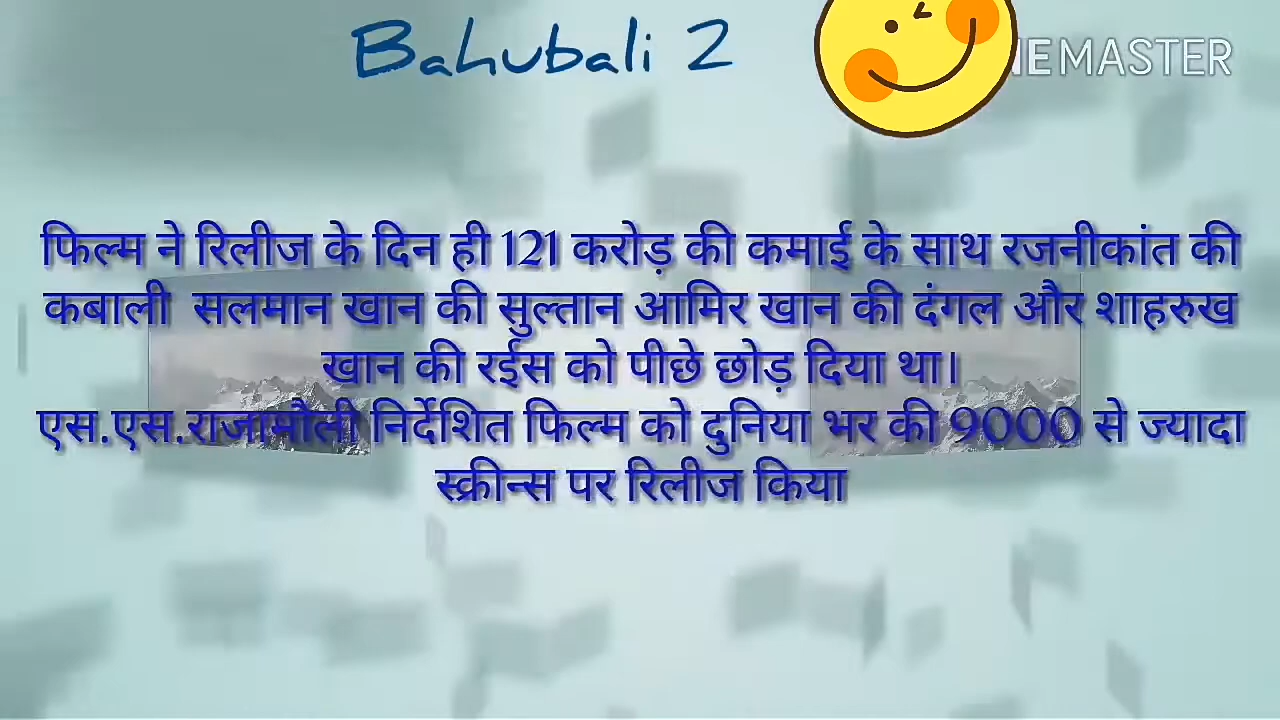 Bahubali 2
NEMASTER
फिल्म ने रिलीज के दिन ही 121 करोड़ की कमाई के साथ रजनीकांत की
कबाली सलमान खान की सुल्तान आमिर खान की दंगल और शाहरुख
खान की रईस को पीछे छोड़ दिया था।
एस.एस.राजामौली निर्देशित फिल्म को दुनिया भर की 9000 से ज्यादा
स्क्रीन्स पर रिलीज किया